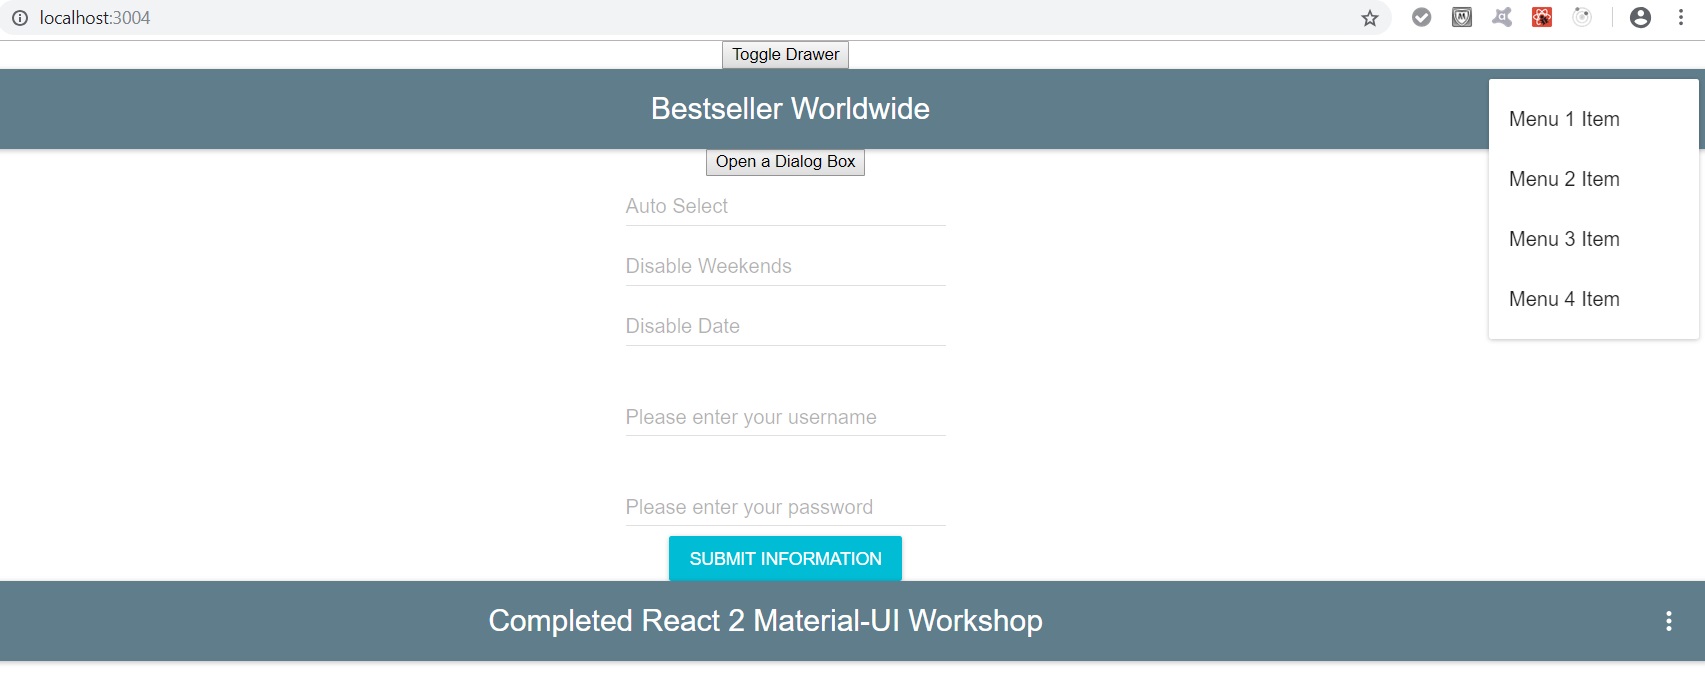 localhost:3004
Toggle Drawer
Bestseller Worldwide
Menu 1 Item
Open a Dialog Box
Menu 2 Item
Auto Select
Menu 3 Item
Disable Weekends
Menu 4 Item
Disable Date
Please enter your username
Please enter your password
SUBMIT INFORMATION
Completed React 2 Material-UI Workshop